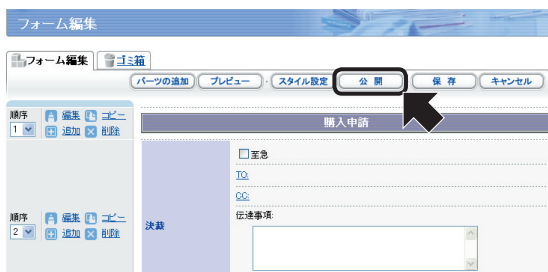 フォーム編集
フォーム編集 ゴミ箱
パーツの追加 プレビュー スタイル設定 公 開 保 存 キャンセル
順序 編集 コピー
1 追加 削除
購入申請
至急
TO:
CC:
伝達事項:
決裁
順序 編集 コピー
2 追加 削除